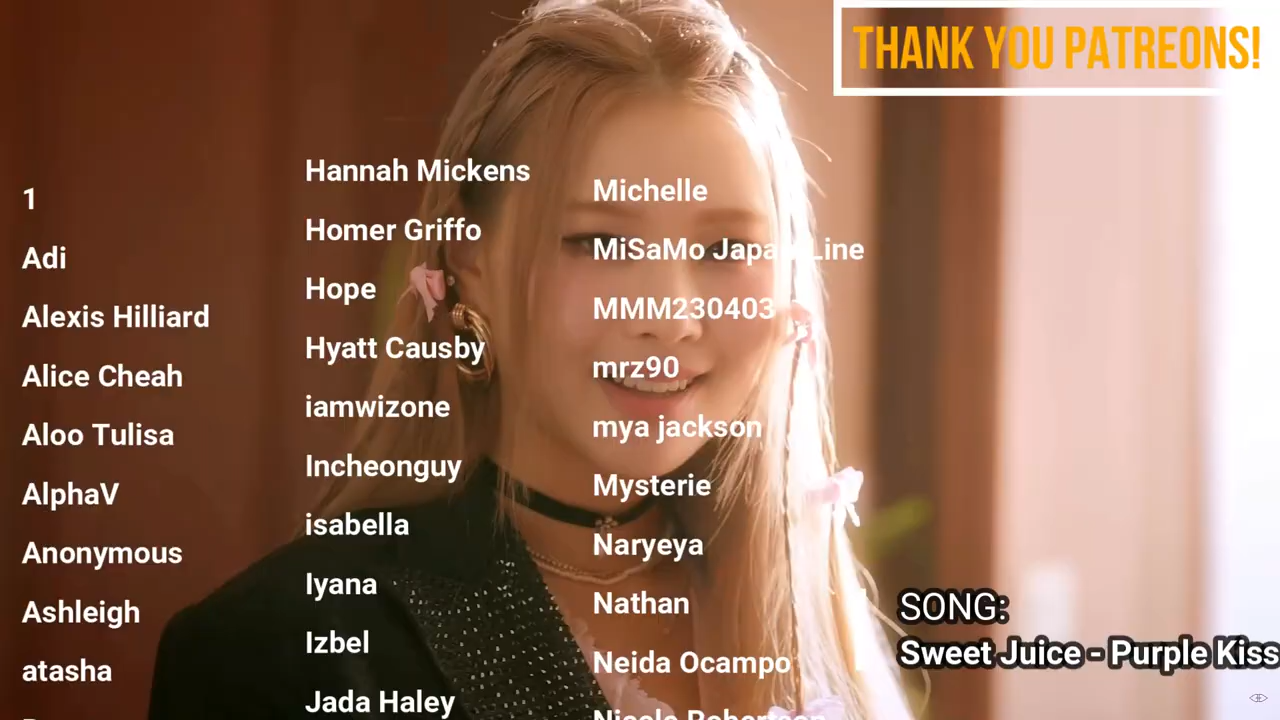 THANK YOU PATREONS!
1
Adi
Alexis Hilliard
Alice Cheah
Aloo Tulisa
AlphaV
Anonymous
Ashleigh
atasha
Hannah Mickens
Homer Griffo
Hope
Hyatt Causby
iamwizone
Incheonguy
isabella
Iyana
Izbel
Jada Haley
Michelle
MiSaMo Japan Line
MMM230403
mrz90
mya jackson
Mysterie
Naryeya
Nathan
Neida Ocampo
Nicole Robertson
SONG:
Sweet Juice - Purple Kiss